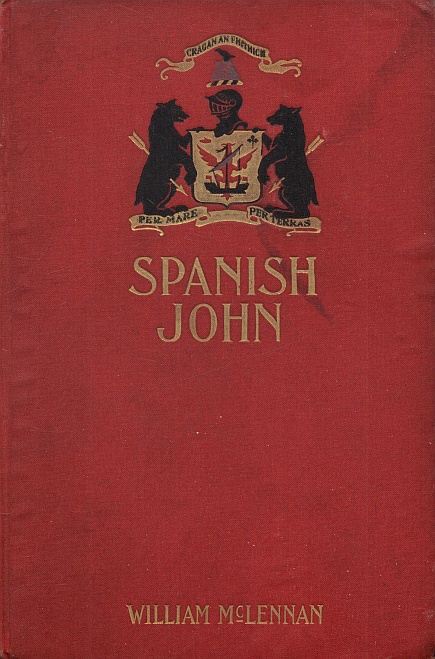 CRAGAN AN FHITHICH
PER MARE PER TERRAS
SPANISH
JOHN
WILLIAM McLENNAN